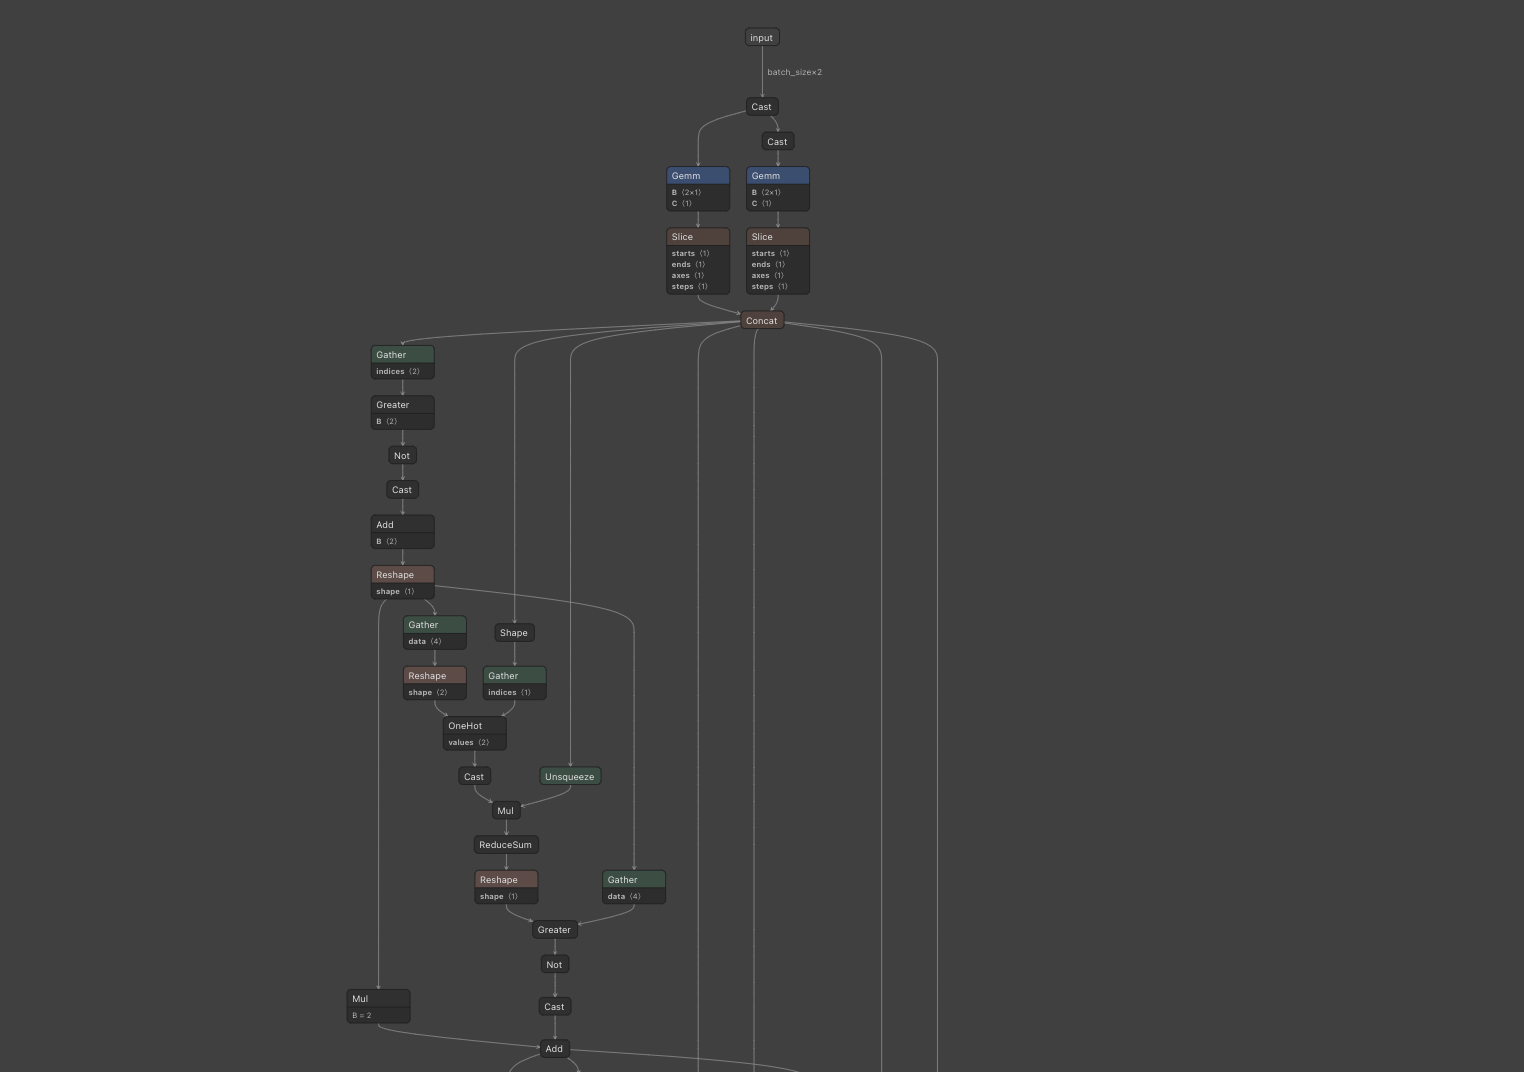 input
batch_size×2
Cast
Cast
Gemm
B ⟨2×1⟩
C ⟨1⟩
Gemm
B ⟨2×1⟩
C ⟨1⟩
Slice
starts ⟨1⟩
ends ⟨1⟩
axes ⟨1⟩
steps ⟨1⟩
Slice
starts ⟨1⟩
ends ⟨1⟩
axes ⟨1⟩
steps ⟨1⟩
Concat
Gather
indices ⟨2⟩
Greater
B ⟨2⟩
Not
Cast
Add
B ⟨2⟩
Reshape
shape ⟨1⟩
Gather
data ⟨4⟩
Shape
Reshape
shape ⟨2⟩
Gather
indices ⟨1⟩
OneHot
values ⟨2⟩
Cast
Unsqueeze
Mul
ReduceSum
Reshape
shape ⟨1⟩
Gather
data ⟨4⟩
Greater
Not
Mul
B = 2
Cast
Add